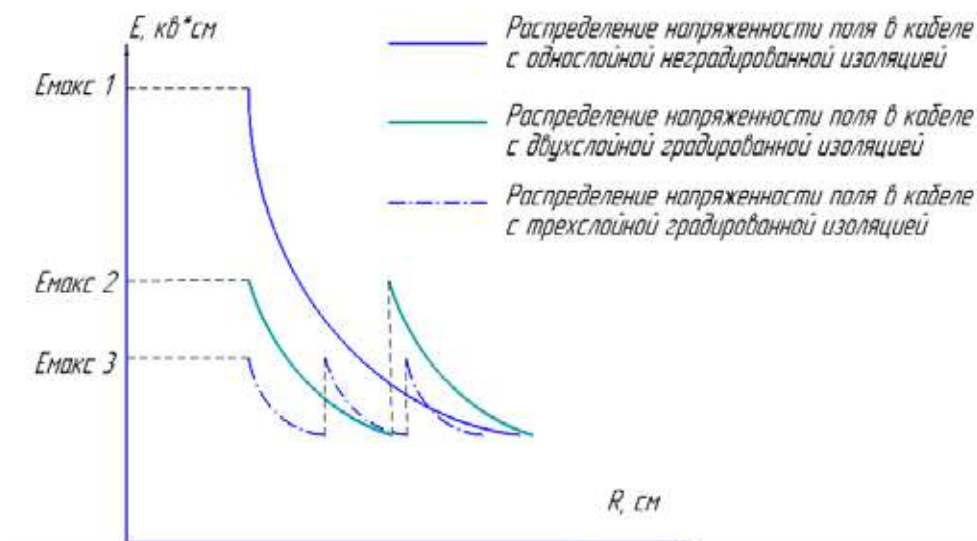 E, кв*см
Распределение напряженности поля в кабеле
с однослойной неградированной изоляцией
Емакс 1
Распределение напряженности поля в кабеле
с двухслойной градированной изоляцией
Распределение напряженности поля в кабеле
с трехслойной градированной изоляцией
Емакс 2
Емакс 3
R, см